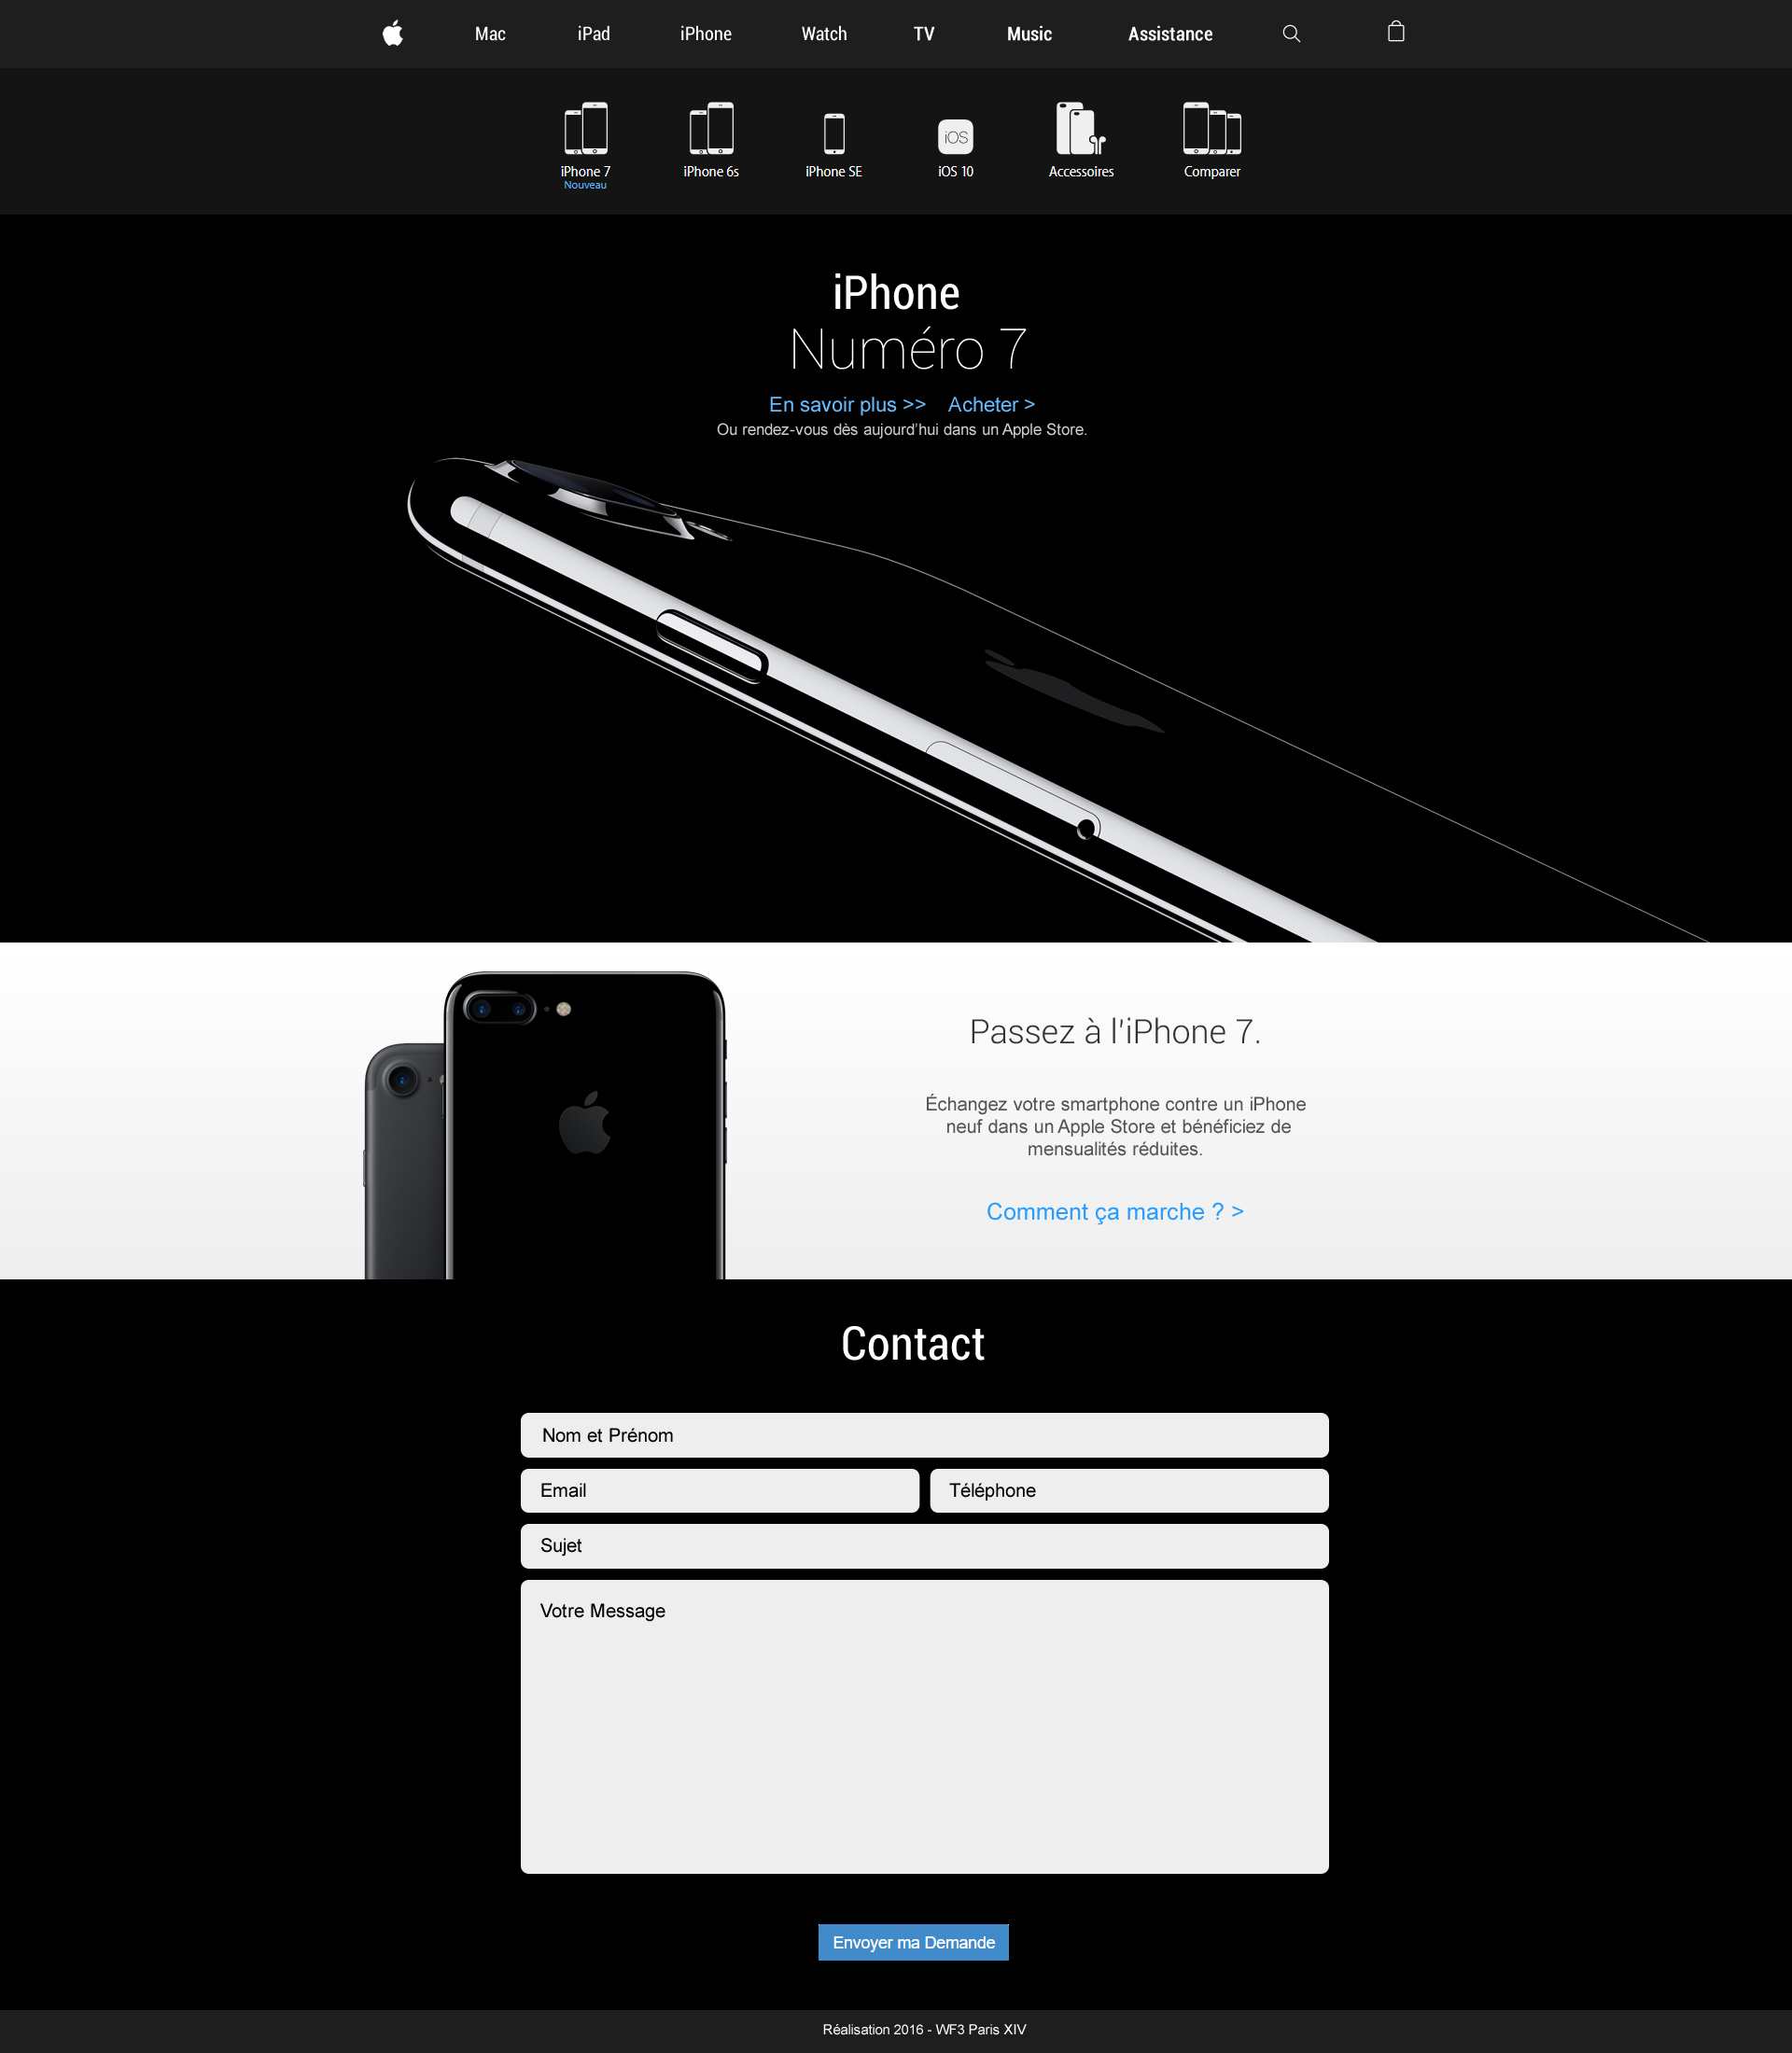 Mac iPad iPhone Watch TV Music Assistance
iOS
iPhone 7 iPhone 6s iPhone SE iOS 10 Accessoires Comparer
Nouveau
iPhone
Numéro 7
En savoir plus >> Acheter >
Ou rendez-vous dès aujourd'hui dans un Apple Store.
Passez à l'iPhone 7.
Échangez votre smartphone contre un iPhone
neuf dans un Apple Store et bénéficiez de
mensualités réduites.
Comment ça marche ? >
Contact
Nom et Prénom
Email Téléphone
Sujet
Votre Message
Envoyer ma Demande
Réalisation 2016 - WF3 Paris XIV